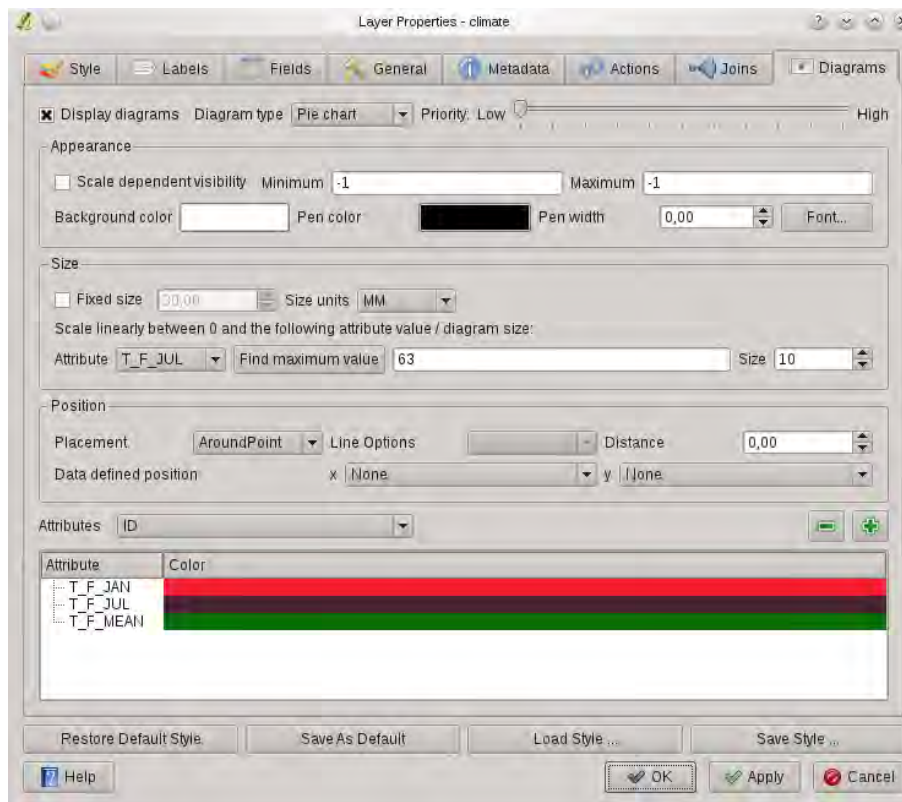 Layer Properties - climate
Style Labels Fields General Metadata Actions Joins Diagrams
Display diagrams Diagram type Pie chart Priority: Low High
Appearance
Scale dependent visibility Minimum -1 Maximum -1
Background color Pen color Pen width 0,00 Font...
Size
Fixed size 30,00 Size units MM
Scale linearly between 0 and the following attribute value / diagram size:
Attribute T_F_JUL Find maximum value 63 Size 10
Position
Placement AroundPoint Line Options Distance 0,00
Data defined position x None y None
Attributes ID
Attribute Color
T_F_JAN
T_F_JUL
T_F_MEAN
Restore Default Style Save As Default Load Style ... Save Style ...
Help OK Apply Cancel